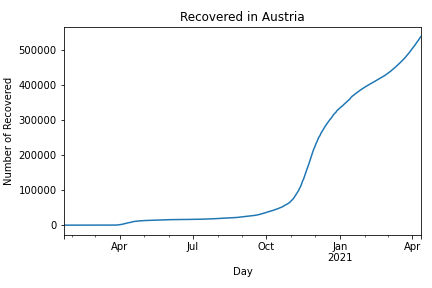 Recovered in Austria
Number of Recovered
500000
400000
300000
200000
100000
0
Apr Jul Oct Jan Apr
2021
Day